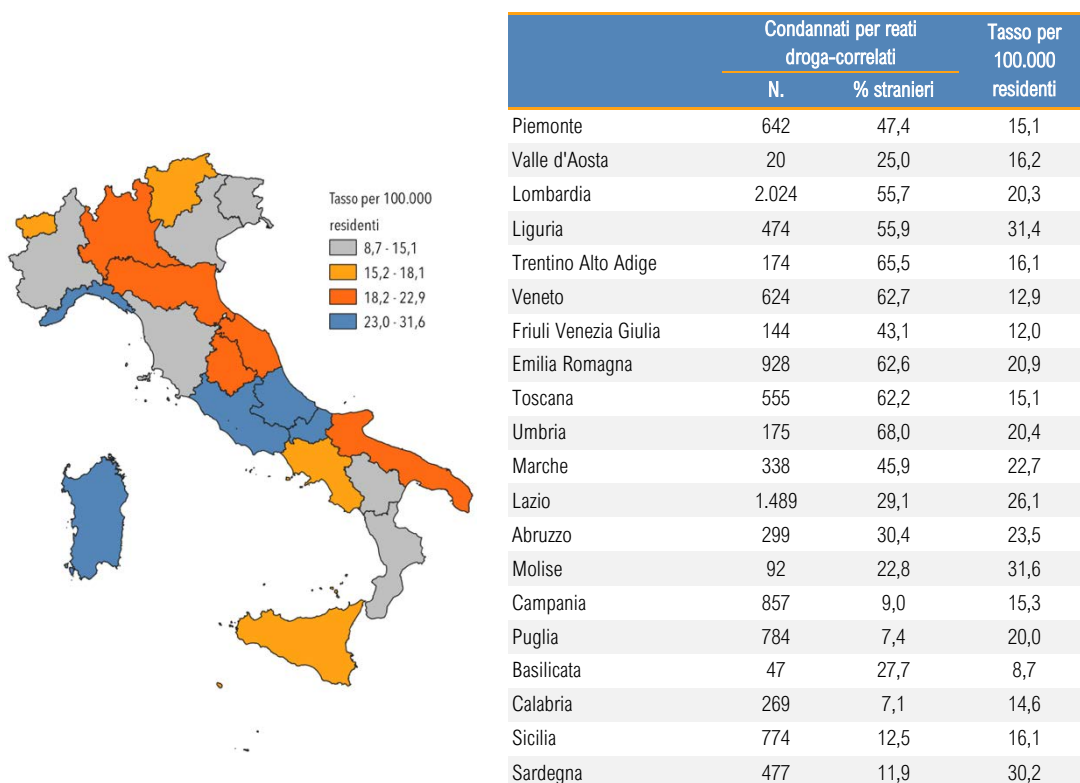 Tasso per 100.000
residenti
8,7 - 15,1
15,2 - 18,1
18,2 - 22,9
23,0 - 31,6
Condannati per reati
droga-correlati
Tasso per
100.000
residenti
N. % stranieri
Piemonte 642 47,4 15,1
Valle d'Aosta 20 25,0 16,2
Lombardia 2.024 55,7 20,3
Liguria 474 55,9 31,4
Trentino Alto Adige 174 65,5 16,1
Veneto 624 62,7 12,9
Friuli Venezia Giulia 144 43,1 12,0
Emilia Romagna 928 62,6 20,9
Toscana 555 62,2 15,1
Umbria 175 68,0 20,4
Marche 338 45,9 22,7
Lazio 1.489 29,1 26,1
Abruzzo 299 30,4 23,5
Molise 92 22,8 31,6
Campania 857 9,0 15,3
Puglia 784 7,4 20,0
Basilicata 47 27,7 8,7
Calabria 269 7,1 14,6
Sicilia 774 12,5 16,1
Sardegna 477 11,9 30,2